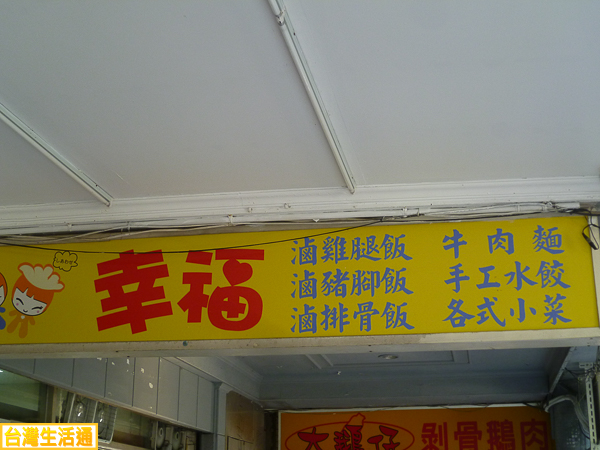 幸福
滷雞腿飯 牛肉麵
滷豬腳飯 手工水餃
滷排骨飯 各式小菜
剝骨鵝肉
台灣生活通